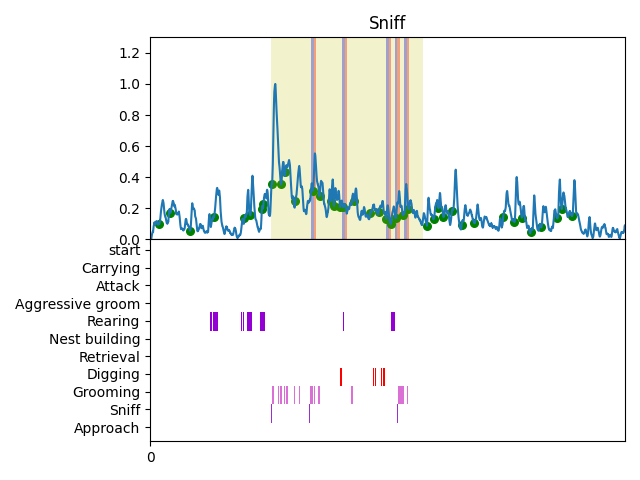 Sniff
1.2
1.0
0.8
0.6
0.4
0.2
0.0
start
Carrying
Attack
Aggressive groom
Rearing
Nest building
Retrieval
Digging
Grooming
Sniff
Approach
0